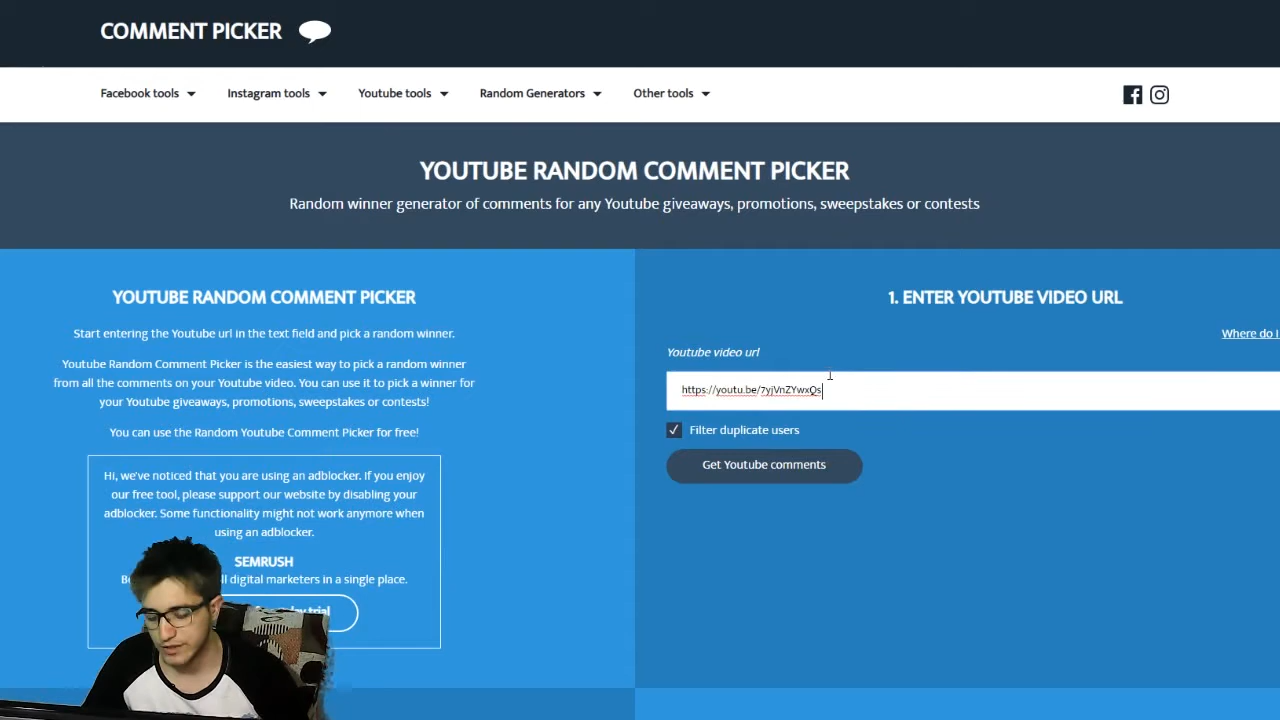 COMMENT PICKER
Facebook tools
Instagram tools
Youtube tools
Random Generators
Other tools
YOUTUBE RANDOM COMMENT PICKER
Random winner generator of comments for any Youtube giveaways, promotions, sweepstakes or contests
YOUTUBE RANDOM COMMENT PICKER
Start entering the Youtube url in the text field and pick a random winner.
Youtube Random Comment Picker is the easiest way to pick a random winner
from all the comments on your Youtube video. You can use it to pick a winner for
your Youtube giveaways, promotions, sweepstakes or contests!
You can use the Random Youtube Comment Picker for free!
Hi, we've noticed that you are using an adblocker. If you enjoy
our free tool, please support our website by disabling your
adblocker. Some functionality might not work anymore when
using an adblocker.
SEMRUSH
digital marketers in a single place.
trial
1. ENTER YOUTUBE VIDEO URL
Where do I
Youtube video url
https://youtu.be/7yjVnZYwxQs
Filter duplicate users
Get Youtube comments